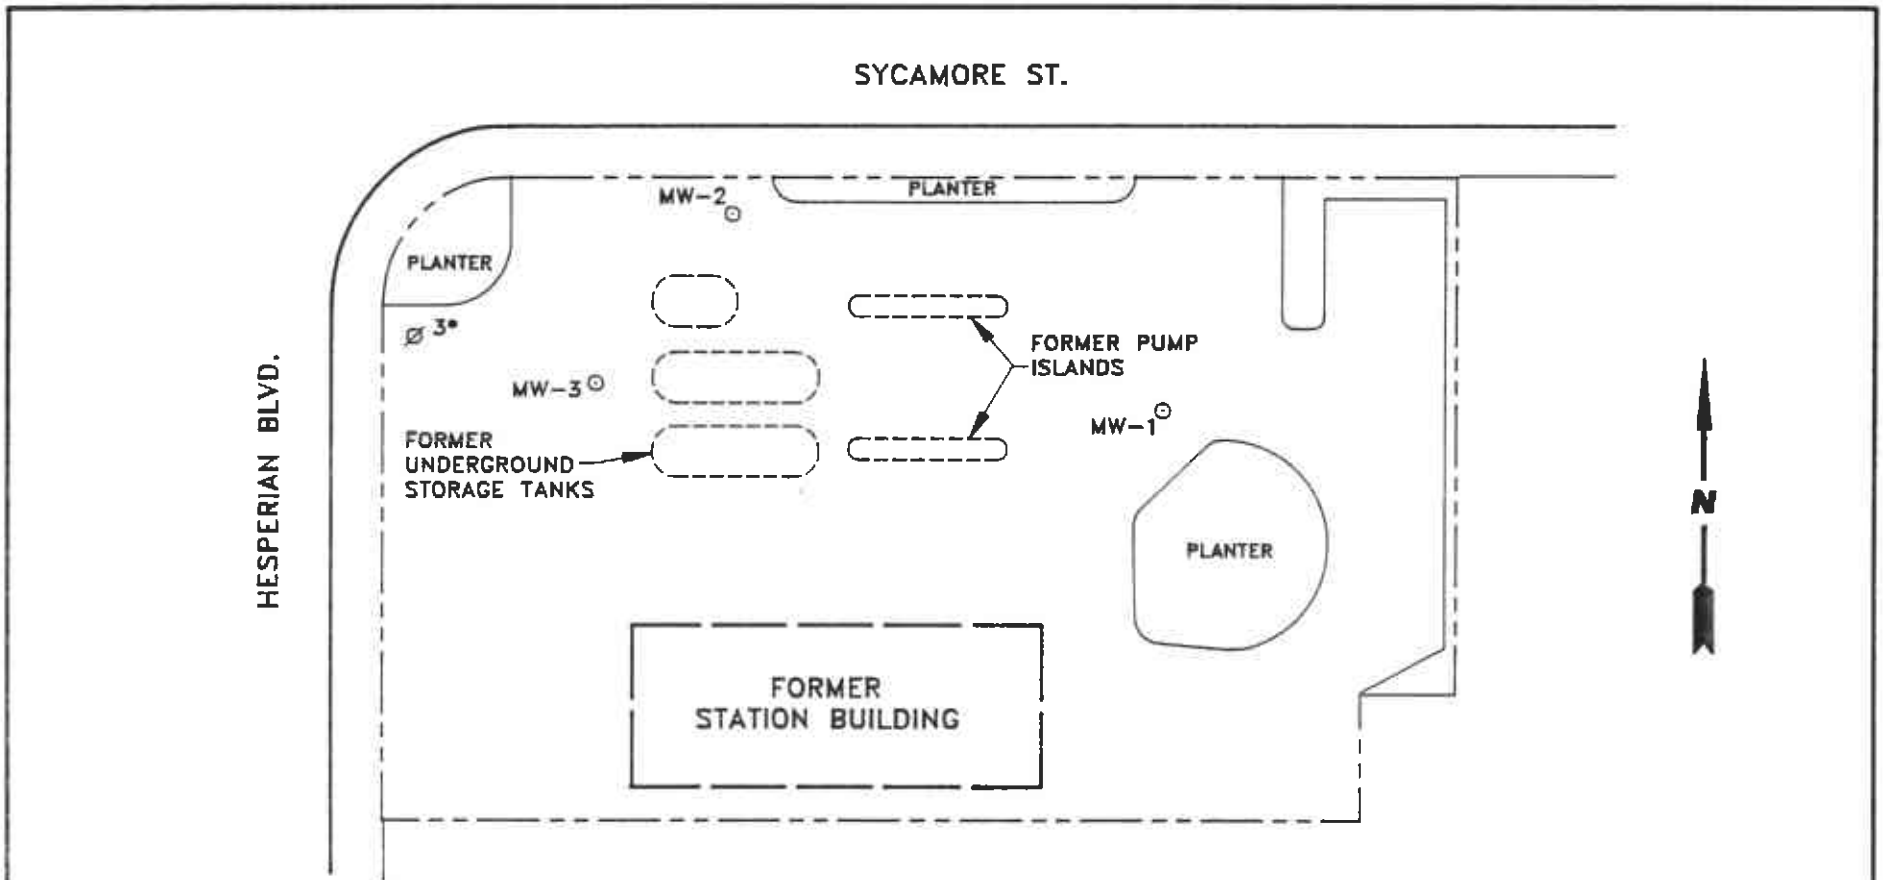 SYCAMORE ST.
MW-2
PLANTER
PLANTER
3*
FORMER PUMP
ISLANDS
MW-3
MW-1
HESPERIAN BLVD.
FORMER
UNDERGROUND
STORAGE TANKS
N
PLANTER
FORMER
STATION BUILDING